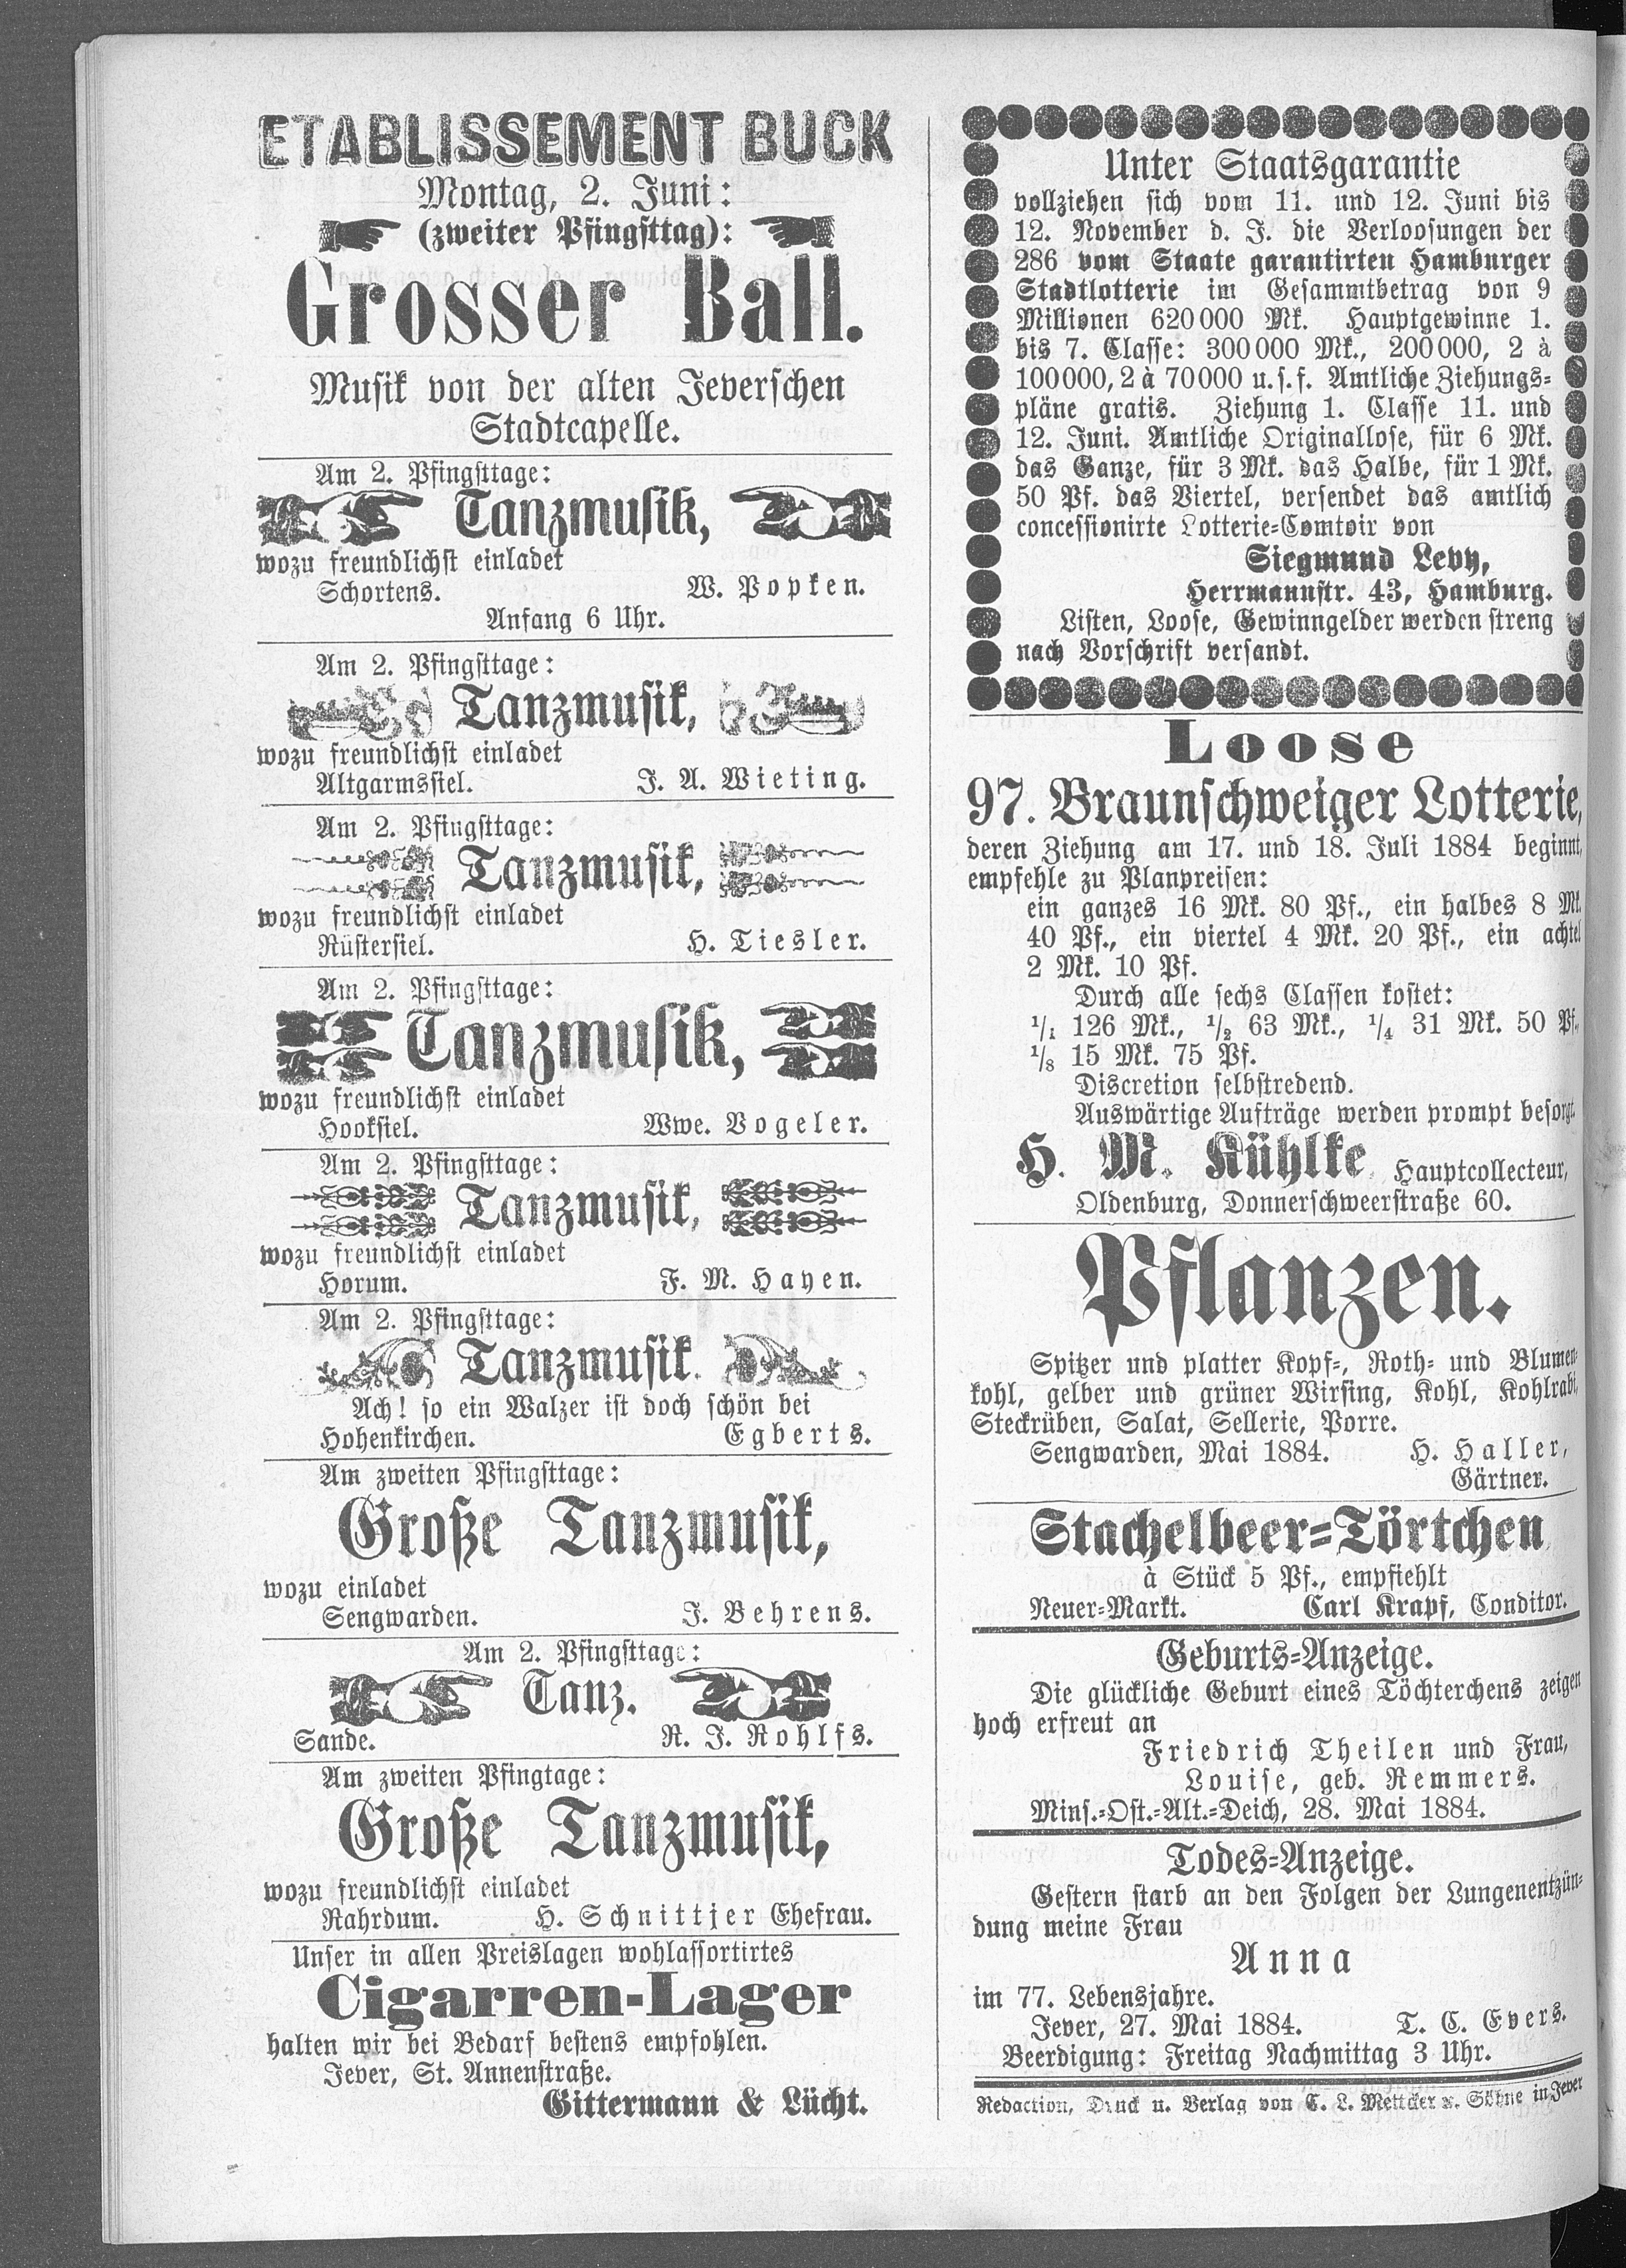 ETABLISSEMENT BUCK
Montag, 2. Juni:
(zweiter Pfingsttag):
Grosser Ball.
Musik von der alten Jeverschen
Stadtcapelle.
Am 2. Pfingsttage:
Tanzmusik,
wozu freundlichst einladet
Schortens. W. Popken.
Anfang 6 Uhr.
Am 2. Pfingsttage:
Tanzmusik,
wozu freundlichst einladet
Altgarmssiel. J. A. Wieting.
Am 2. Pfingsttage:
Tanzmusik,
wozu freundlichst einladet
Rüstersiel. H. Tiesler.
Am 2. Pfingsttage:
Tanzmusik,
wozu freundlichst einladet
Hooksiel. Wwe. Vogeler.
Am 2. Pfingsttage:
Tanzmusik,
wozu freundlichst einladet
Horum. F. M. Hayen.
Am 2. Pfingsttage:
Tanzmusik.
Ach! so ein Walzer ist doch schön bei
Hohenkirchen. Egberts.
Am zweiten Pfingsttage:
Große Tanzmusik,
wozu einladet
Sengwarden. J. Behrens.
Am 2. Pfingsttage:
Tanz.
Sande. R. J. Rohlfs.
Am zweiten Pfingtage:
Große Tanzmusik,
wozu freundlichst einladet
Rahrdum. H. Schnittjer Ehefrau.
Unser in allen Preislagen wohlassortirtes
Cigarren-Lager
halten wir bei Bedarf bestens empfohlen.
Jever, St. Annenstraße.
Gittermann & Lücht.
Unter Staatsgarantie
vollziehen sich vom 11. und 12. Juni bis
12. November d. J. die Verloosungen der
286 vom Staate garantirten Hamburger
Stadtlotterie im Gesammtbetrag von 9
Millionen 620000 Mk. Hauptgewinne 1.
bis 7. Classe: 300000 Mk., 200000, 2 à
100000, 2 à 70000 u. s. f. Amtliche Ziehungs-
pläne gratis. Ziehung 1. Classe 11. und
12. Juni. Amtliche Originallose, für 6 Mk.
das Ganze, für 3 Mk. das Halbe, für 1 Mk.
50 Pf. das Viertel, versendet das amtlich
concessionirte Lotterie-Comtoir von
Siegmund Levy,
Herrmannstr. 43, Hamburg.
Listen, Loose, Gewinngelder werden streng
nach Vorschrift versandt.
Loose
97. Braunschweiger Lotterie,
deren Ziehung am 17. und 18. Juli 1884 beginnt,
empfehle zu Planpreisen:
ein ganzes 16 Mk. 80 Pf., ein halbes 8 Mk.
40 Pf., ein viertel 4 Mk. 20 Pf., ein achtel
2 Mk. 10 Pf.
Durch alle sechs Classen kostet:
1/1 126 Mk., 1/2 63 Mk., 1/4 31 Mk. 50 Pf.,
1/8 15 Mk. 75 Pf.
Discretion selbstredend.
Auswärtige Aufträge werden prompt besorgt.
H. M. Kühlke, Hauptcollecteur,
Oldenburg, Donnerschweerstraße 60.
Pflanzen.
Spitzer und platter Kopf-, Roth- und Blumen-
kohl, gelber und grüner Wirsing, Kohl, Kohlrabi,
Steckrüben, Salat, Sellerie, Porre.
Sengwarden, Mai 1884. H. Haller,
Gärtner.
Stachelbeer-Törtchen,
à Stück 5 Pf., empfiehlt
Neuer-Markt. Carl Krapf, Conditor.
Geburts-Anzeige.
Die glückliche Geburt eines Töchterchens zeigen
hoch erfreut an
Friedrich Theilen und Frau,
Louise, geb. Remmers.
Mins.-Ost.-Alt.-Deich, 28. Mai 1884.
Todes-Anzeige.
Gestern starb an den Folgen der Lungenentzün-
dung meine Frau
Anna
im 77. Lebensjahre.
Jever, 27. Mai 1884. T. C. Evers.
Beerdigung: Freitag Nachmittag 3 Uhr.
Redaction, Druck u. Verlag von C. L. Mettcker u. Söhne in Jever